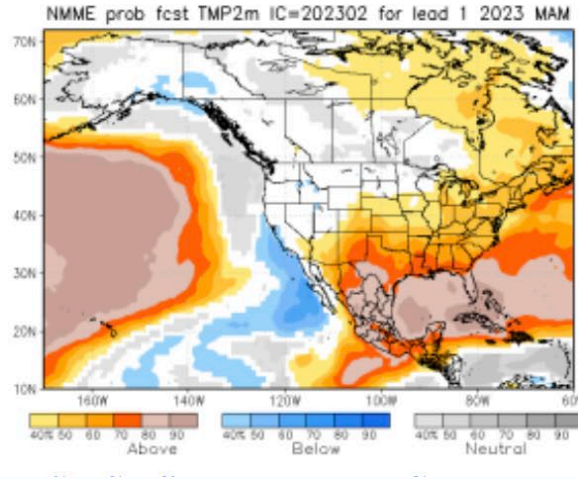 NMME prob fcst TMP2m IC=202302 for lead 1 2023 MAM
70N
60N
50N
40N
30N
20N
10N
160W 140W 120W 100W 80W 60W
40% 50 60 70 80 90 40% 50 60 70 80 90 40% 50 60 70 80 90
Above Below Neutral